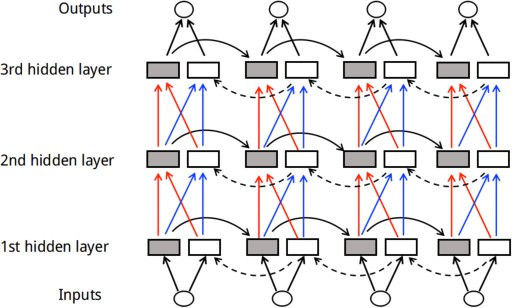 Outputs
3rd hidden layer
2nd hidden layer
1st hidden layer
Inputs